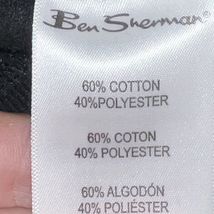 Ben Sherman
60% COTTON
40%POLYESTER
60% COTON
40% POLYESTER
60% ALGODÓN
40% POLIÉSTER